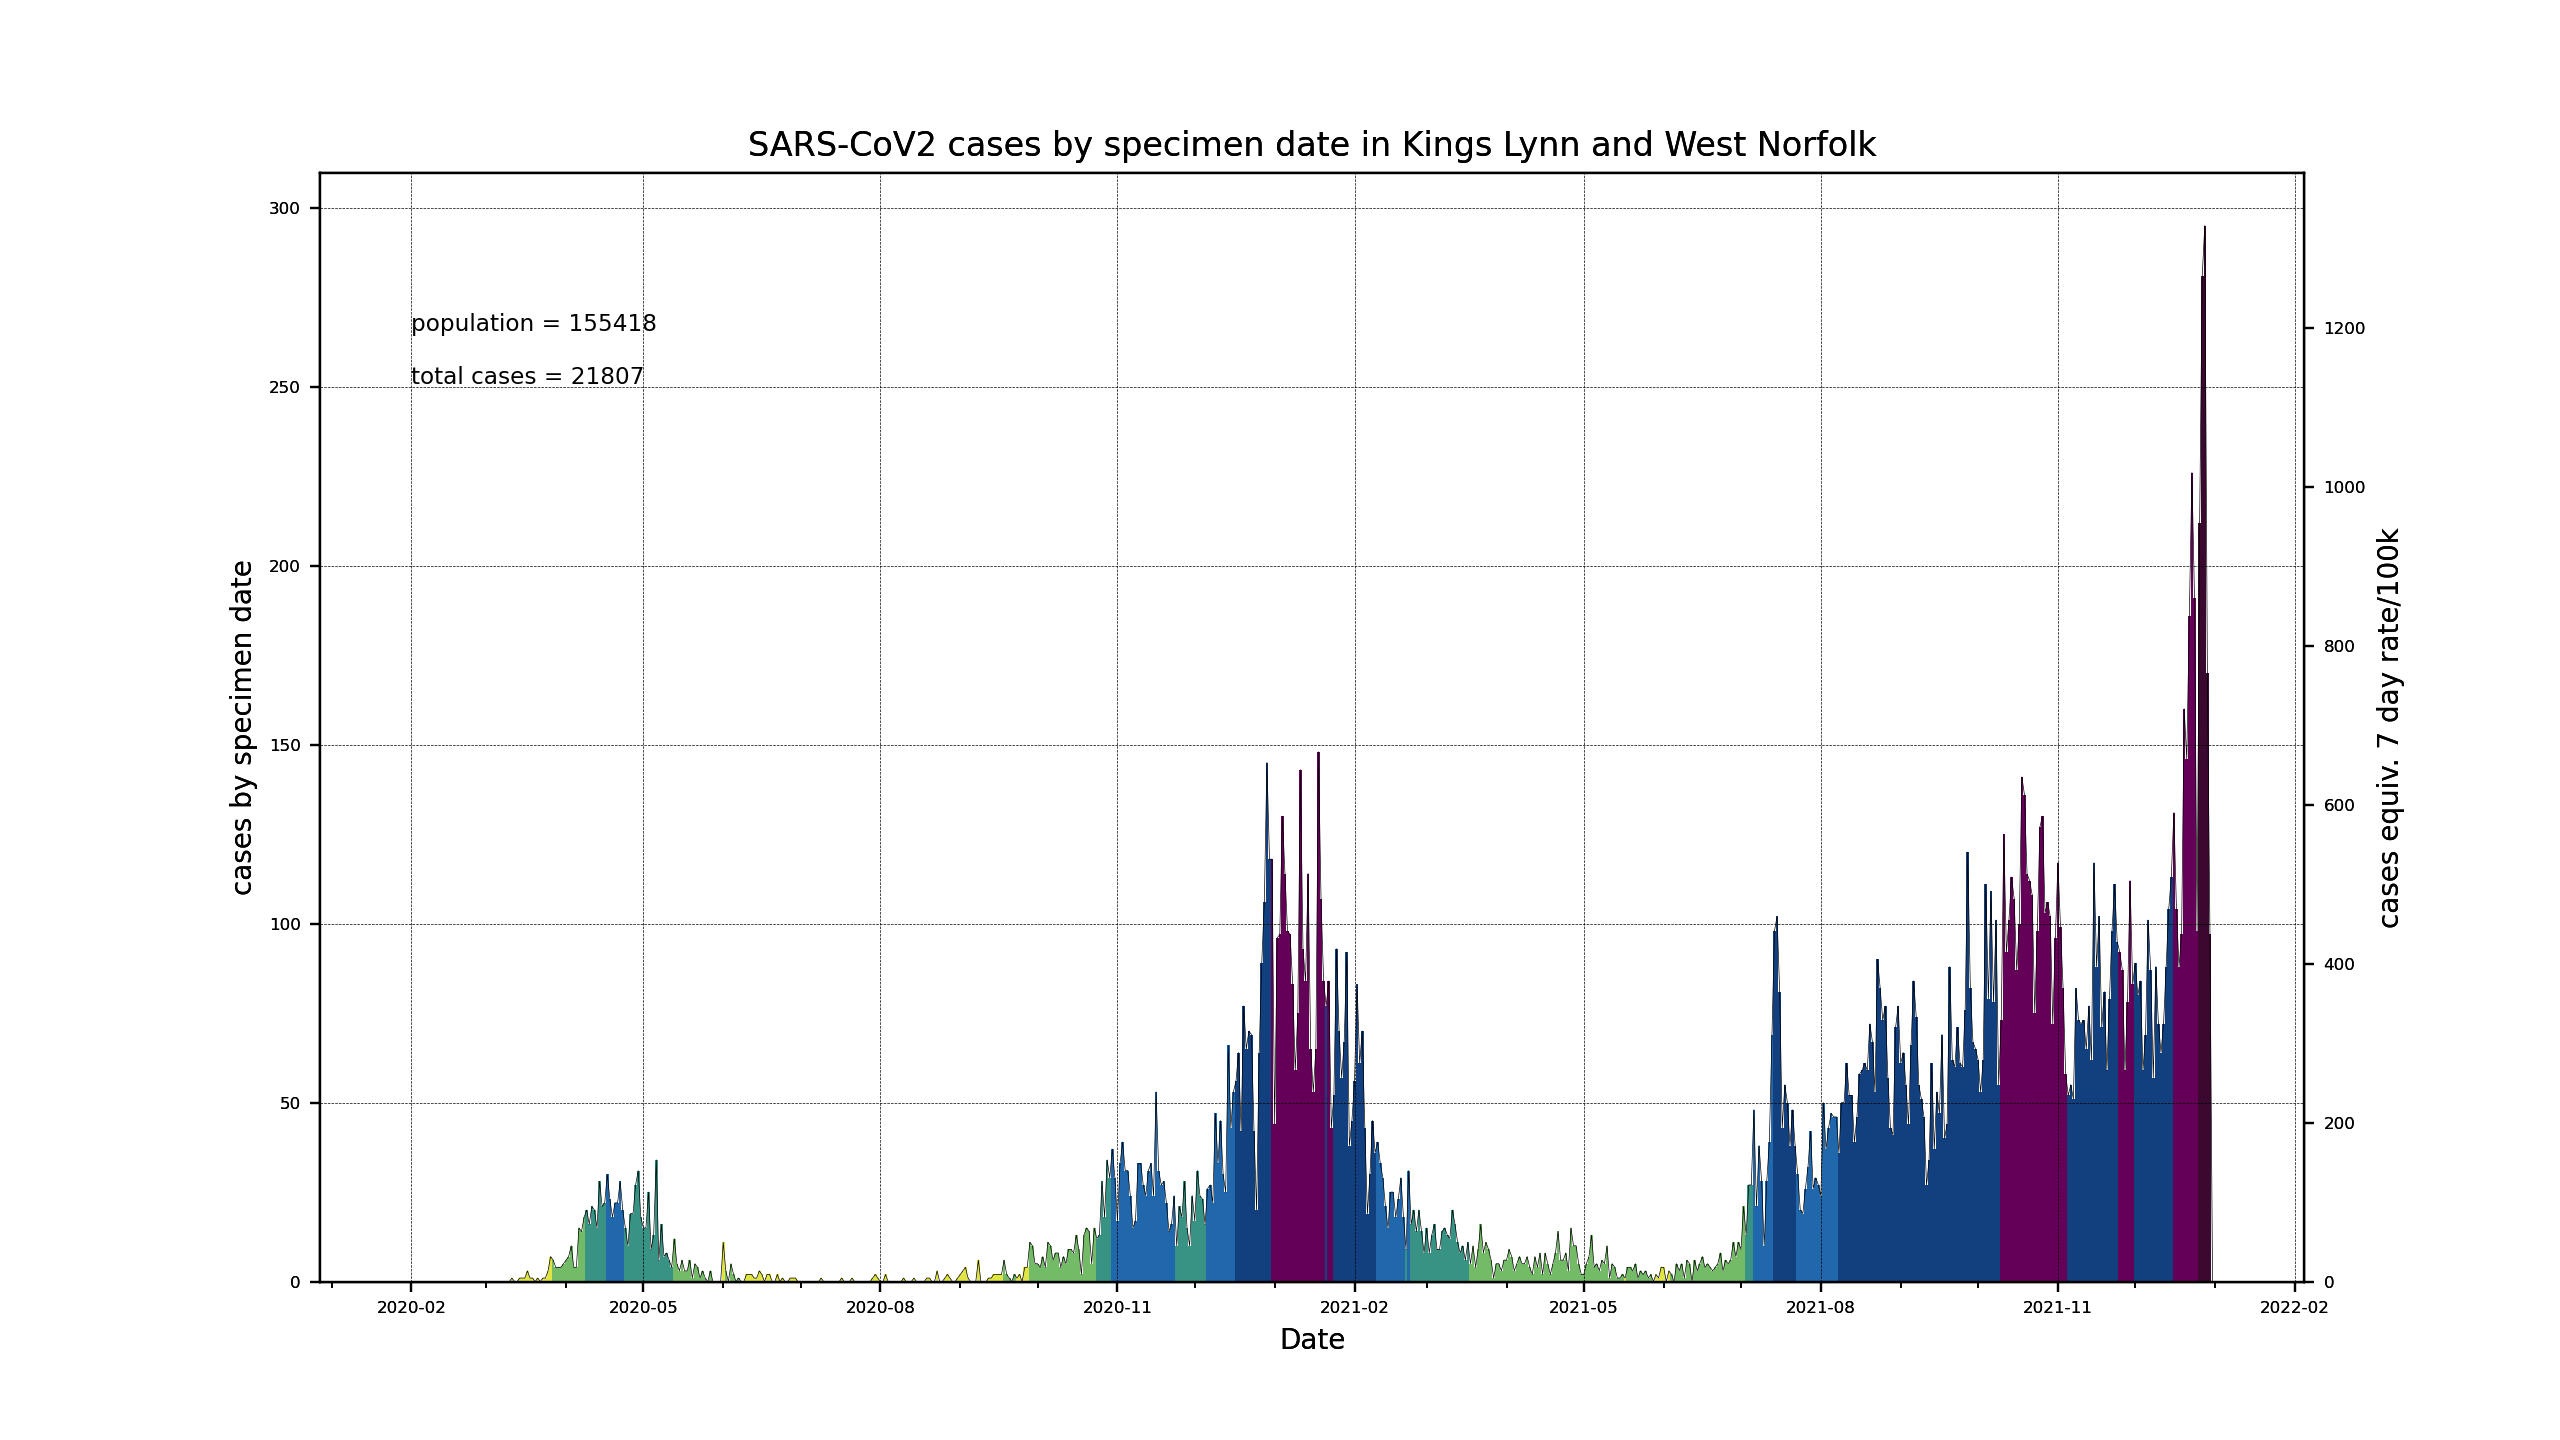 SARS-CoV2 cases by specimen date in Kings Lynn and West Norfolk
300
250
200
150
100
50
0
cases by specimen date
population = 155418
total cases = 21807
1200
1000
800
600
400
200
0
cases equiv. 7 day rate/100k
2020-02 2020-05 2020-08 2020-11 2021-02 2021-05 2021-08 2021-11 2022-02
Date